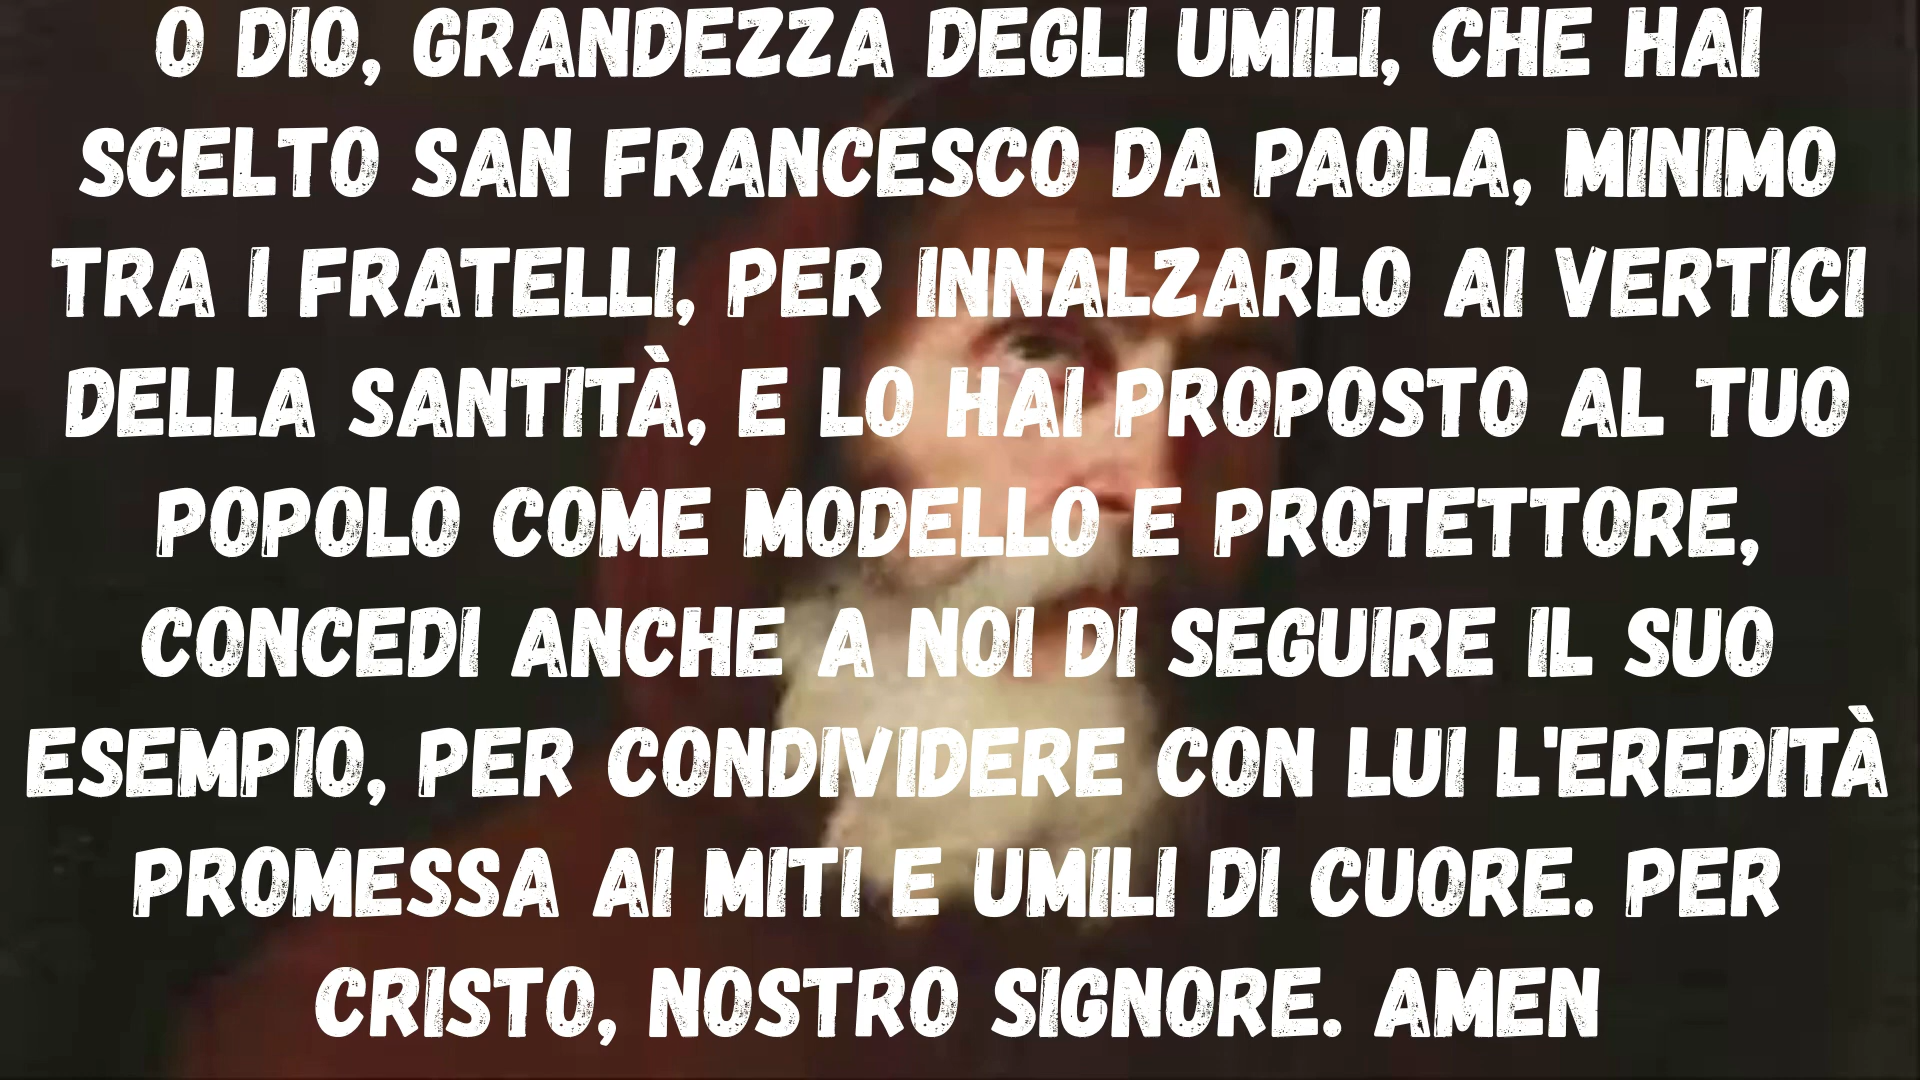 O DIO, GRANDEZZA DEGLI UMILI, CHE HAI
SCELTO SAN FRANCESCO DA PAOLA, MINIMO
TRA I FRATELLI, PER INNALZARLO AI VERTICI
DELLA SANTITÀ, E LO HAI PROPOSTO AL TUO
POPOLO COME MODELLO E PROTETTORE,
CONCEDI ANCHE A NOI DI SEGUIRE IL SUO
ESEMPIO, PER CONDIVIDERE CON LUI L'EREDITÀ
PROMESSA AI MITI E UMILI DI CUORE. PER
CRISTO, NOSTRO SIGNORE. AMEN